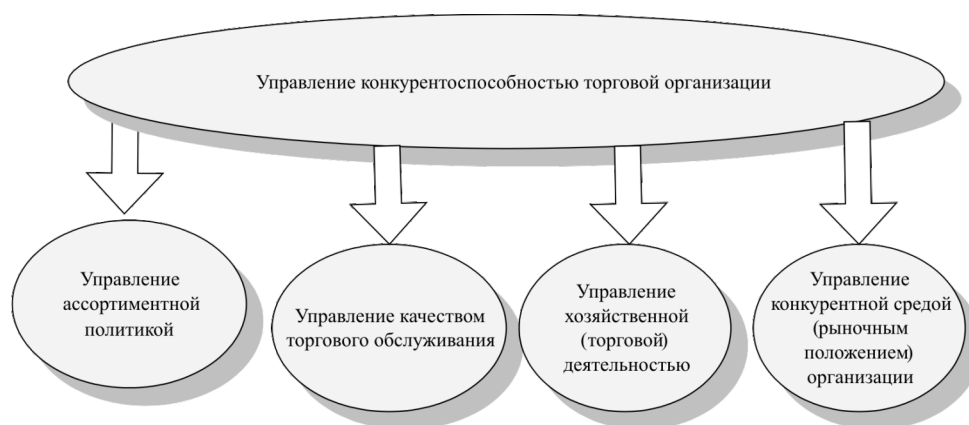 Управление конкурентоспособностью торговой организации
Управление
ассортиментной
политикой
Управление качеством
торгового обслуживания
Управление
хозяйственной
(торговой)
деятельностью
Управление
конкурентной средой
(рыночным
положением)
организации